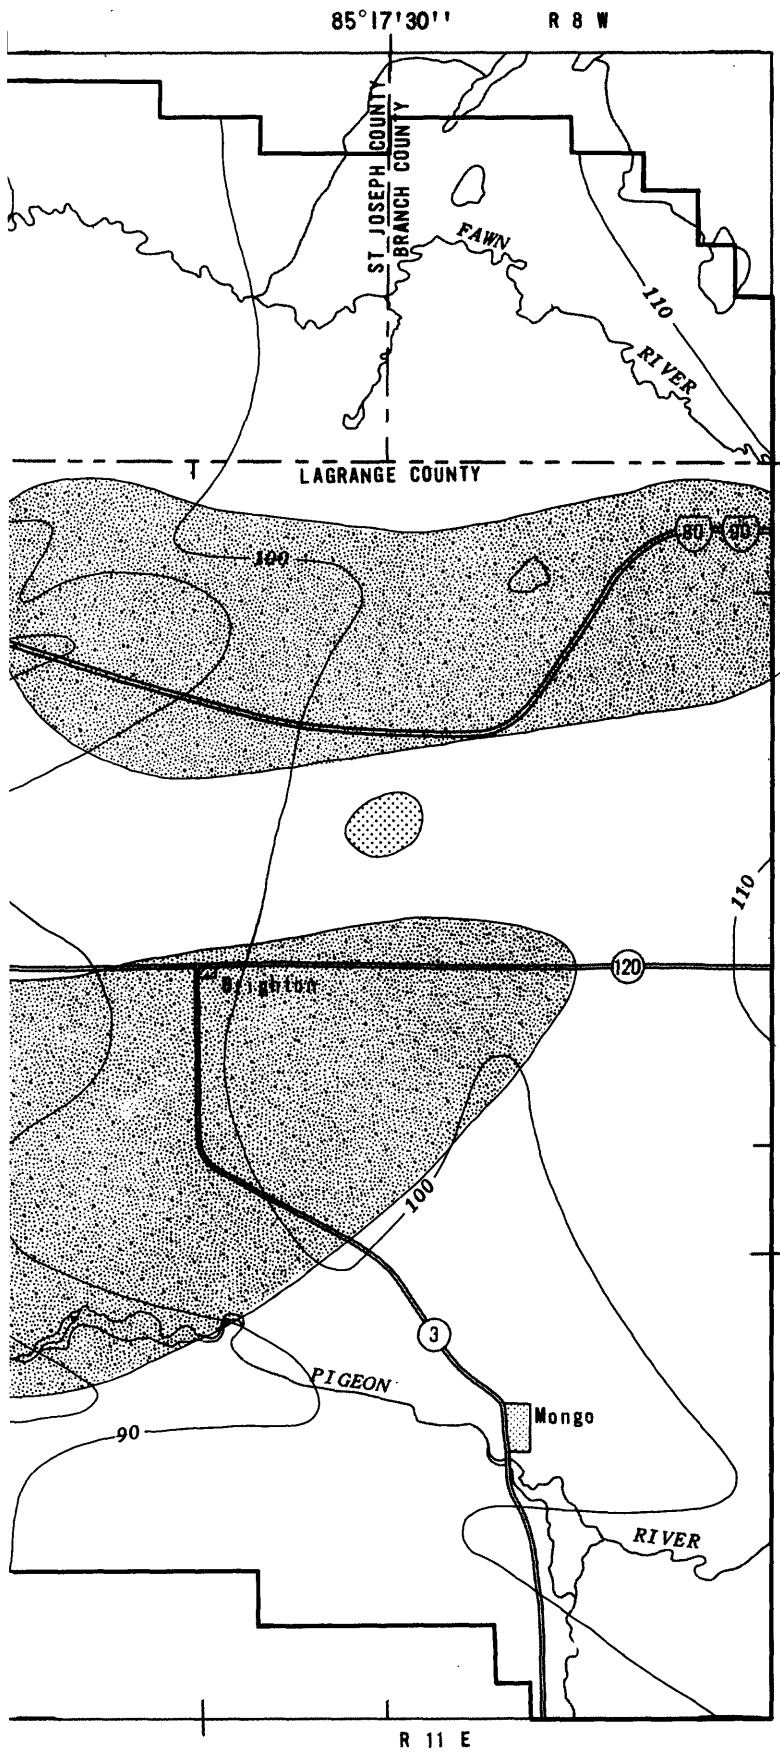 85°17'30''
R 8 W
ST JOSEPH COUNTY
BRANCH COUNTY
FAWN
110
RIVER
LAGRANGE COUNTY
80
90
100
110
120
Brighton
100
3
PIGEON
Mongo
90
RIVER
R 11 E